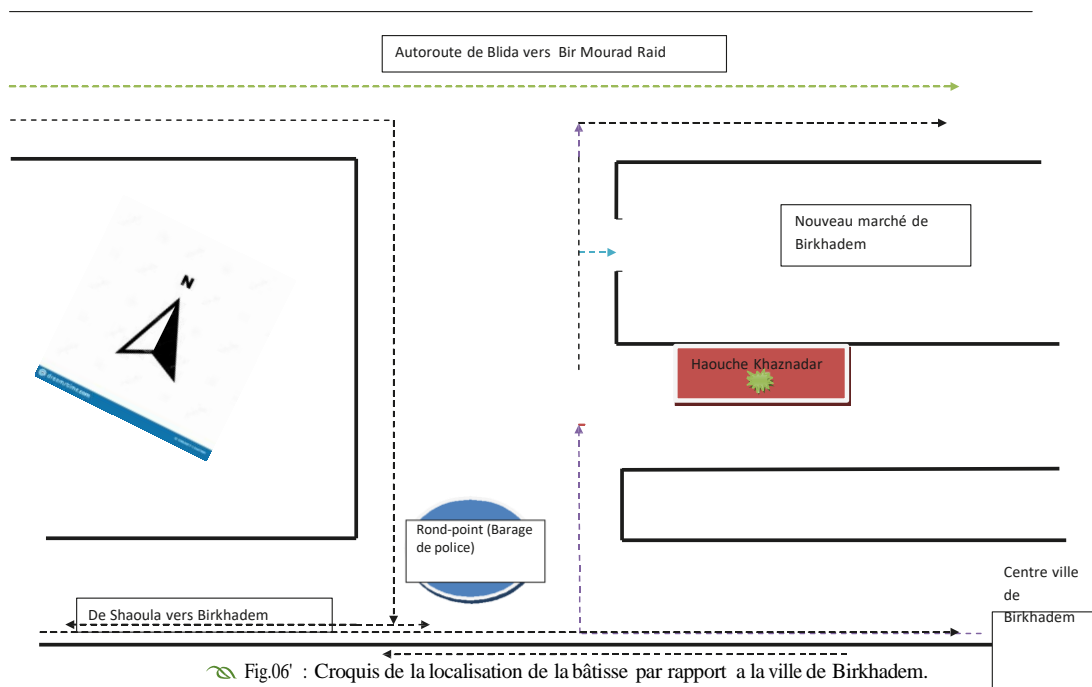 Autoroute de Blida vers Bir Mourad Raid
Nouveau marché de
Birkhadem
N
Haouche Khaznadar
Rond-point (Barage
de police)
Centre ville
de
Birkhadem
De Shaoula vers Birkhadem
Fig.06' : Croquis de la localisation de la bâtisse par rapport a la ville de Birkhadem.